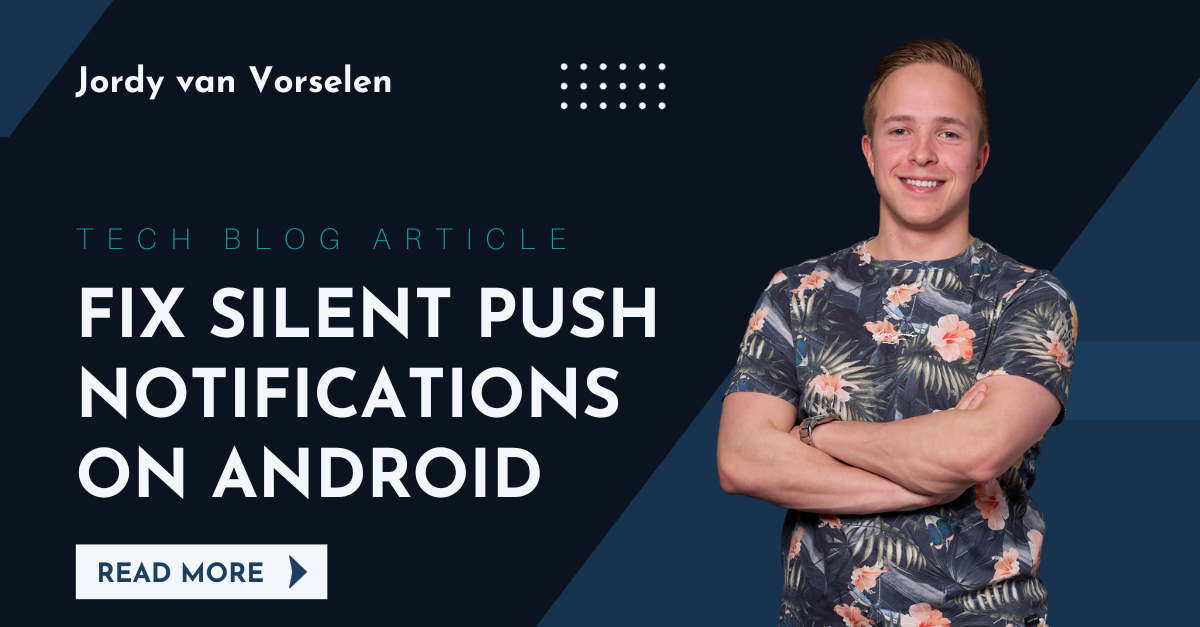 Jordy van Vorselen
TECH BLOG ARTICLE
FIX SILENT PUSH
NOTIFICATIONS
ON ANDROID
READ MORE